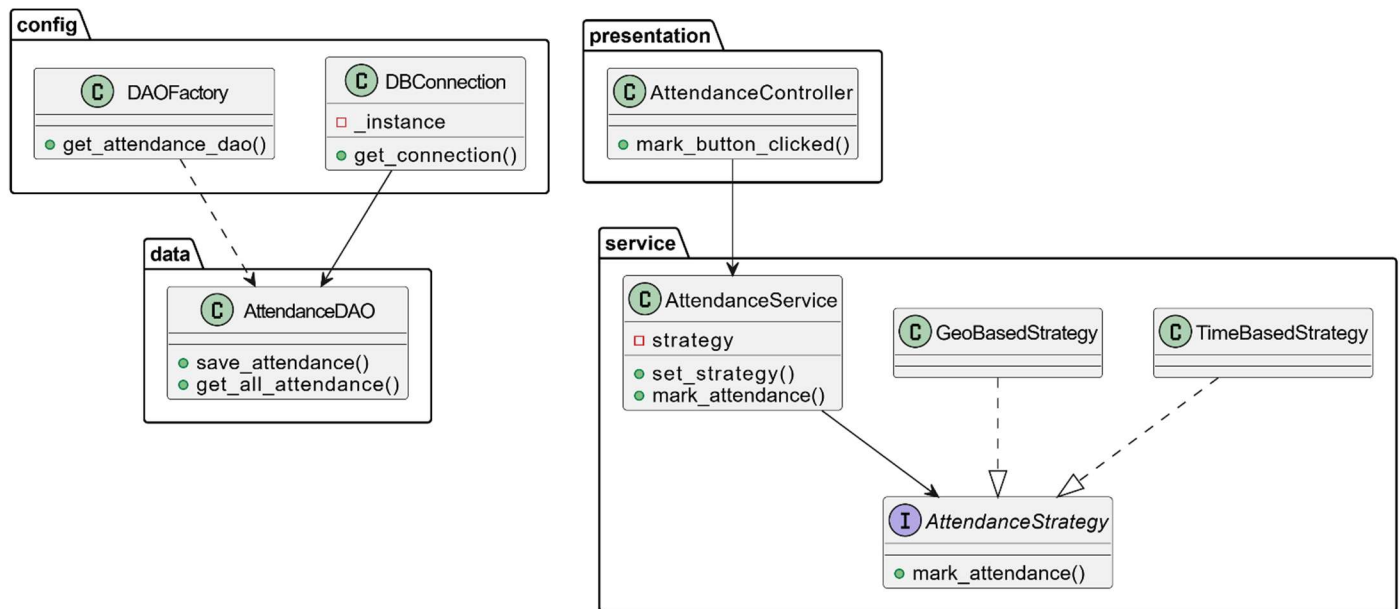 config
C DAOFactory
get_attendance_dao()
C DBConnection
_instance
get_connection()
data
C AttendanceDAO
save_attendance()
get_all_attendance()
presentation
C AttendanceController
mark_button_clicked()
service
C AttendanceService
strategy
set_strategy()
mark_attendance()
C GeoBasedStrategy
C TimeBasedStrategy
I AttendanceStrategy
mark_attendance()